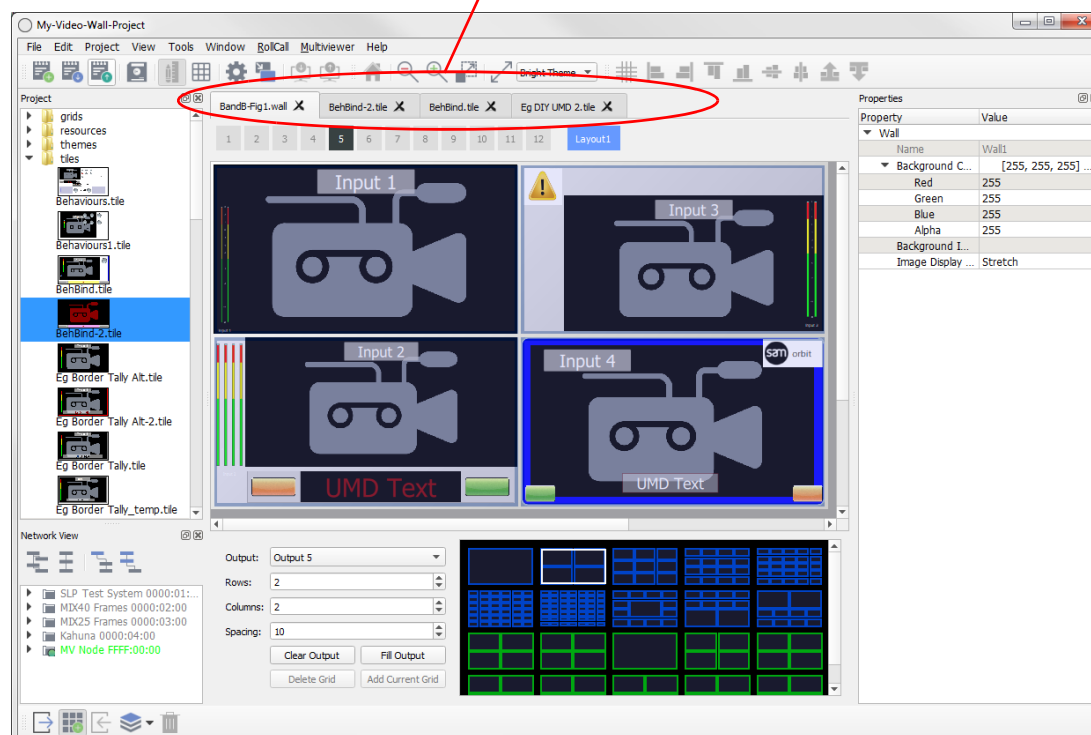 My-Video-Wall-Project
File Edit Project View Tools Window RollCall Multiviewer Help
Bright Theme
Project
grids
resources
themes
tiles
Behaviours.tile
Behaviours1.tile
BehBind.tile
BehBind-2.tile
Eg Border Tally Alt.tile
Eg Border Tally Alt-2.tile
Eg Border Tally.tile
Eg Border Tally_temp.tile
Network View
SLP Test System 0000:01:...
MIX40 Frames 0000:02:00
MIX25 Frames 0000:03:00
Kahuna 0000:04:00
MV Node FFFF:00:00
BandB-Fig1.wall X BehBind-2.tile X BehBind.tile X Eg DIY UMD 2.tile X
1 2 3 4 5 6 7 8 9 10 11 12 Layout1
Input 1
Input 3
Input 2
UMD Text
Input 4
sam orbit
UMD Text
Output: Output 5
Rows: 2
Columns: 2
Spacing: 10
Clear Output Fill Output
Delete Grid Add Current Grid
Properties
Property Value
Wall
Name Wall1
Background C... [255, 255, 255] ...
Red 255
Green 255
Blue 255
Alpha 255
Background I...
Image Display ... Stretch